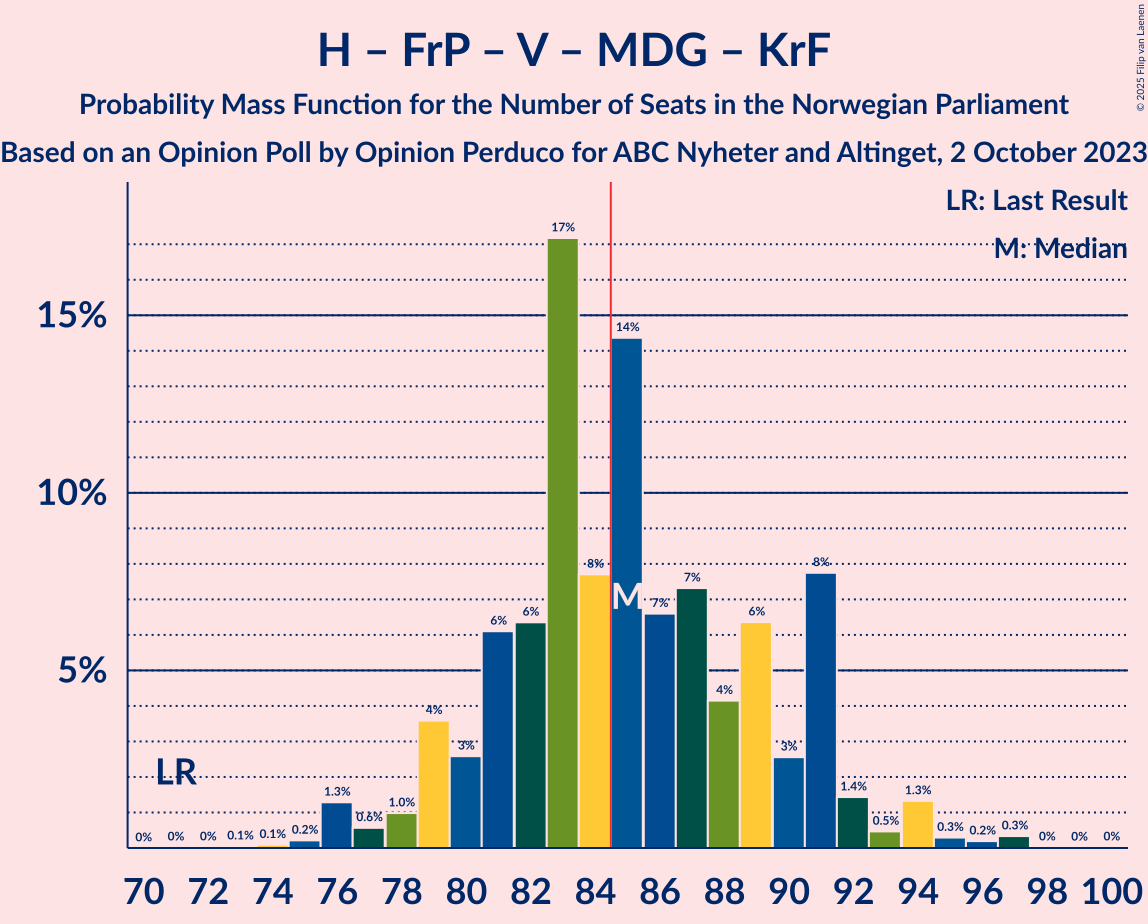 H – FrP – V – MDG – KrF
Probability Mass Function for the Number of Seats in the Norwegian Parliament
Based on an Opinion Poll by Opinion Perduco for ABC Nyheter and Altinget, 2 October 2023
© 2025 Filip van Laenen
LR: Last Result
M: Median
15%
10%
5%
0% 0% 0% 0.1% 0.1% 0.2% 1.3% 0.6% 1.0% 4% 3% 6% 6% 17% 8% 14% 7% 7% 4% 6% 3% 8% 1.4% 0.5% 1.3% 0.3% 0.2% 0.3% 0% 0% 0%
LR
M
70 72 74 76 78 80 82 84 86 88 90 92 94 96 98 100